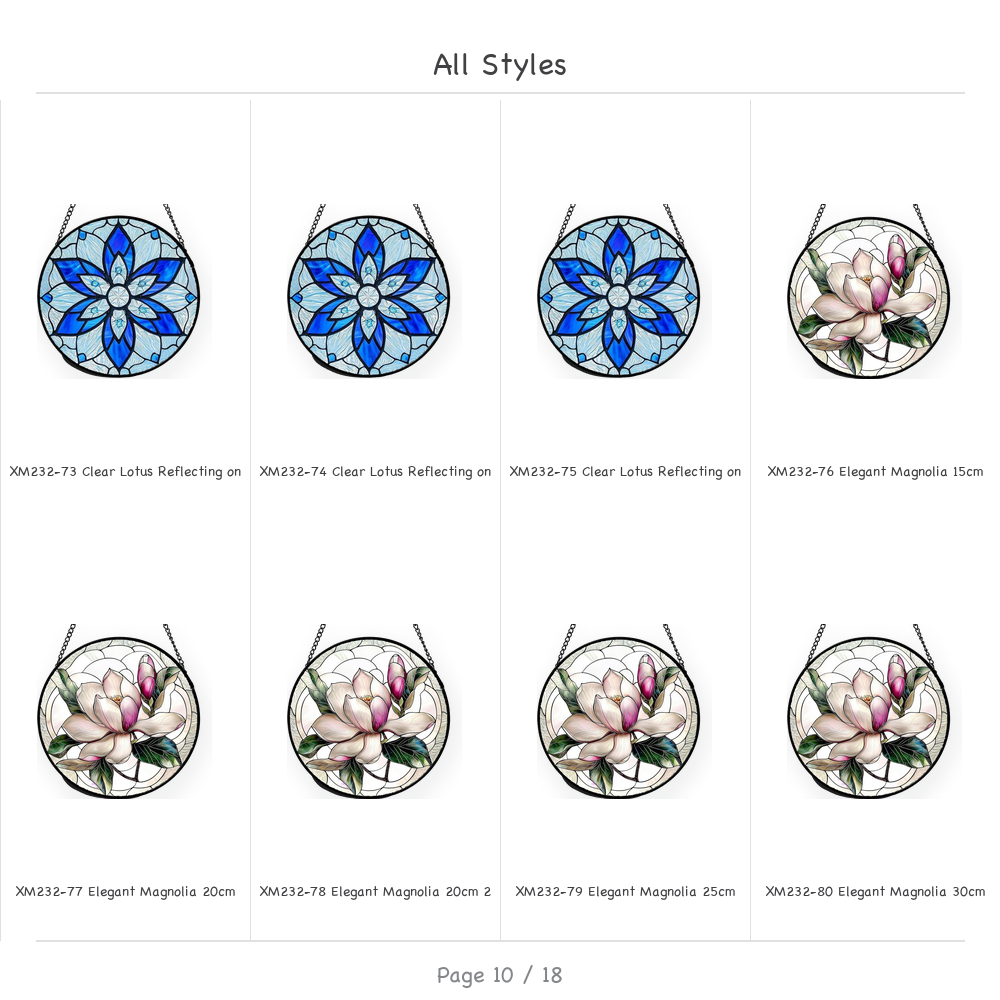 All Styles
XM232-73 Clear Lotus Reflecting on
XM232-74 Clear Lotus Reflecting on
XM232-75 Clear Lotus Reflecting on
XM232-76 Elegant Magnolia 15cm
XM232-77 Elegant Magnolia 20cm
XM232-78 Elegant Magnolia 20cm 2
XM232-79 Elegant Magnolia 25cm
XM232-80 Elegant Magnolia 30cm
Page 10 / 18